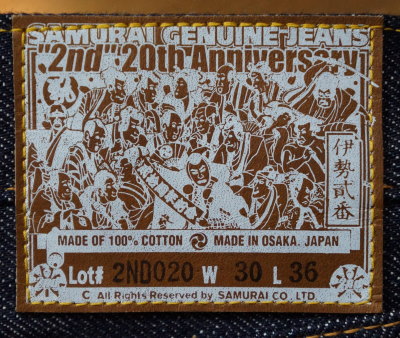 SAMURAI GENUINE JEANS
"2nd" 20th Anniversary
伊勢貳番
MADE OF 100% COTTON MADE IN OSAKA. JAPAN
Lot# 2ND020 W 30 L 36
C All Rights Reserved by SAMURAI CO., LTD.